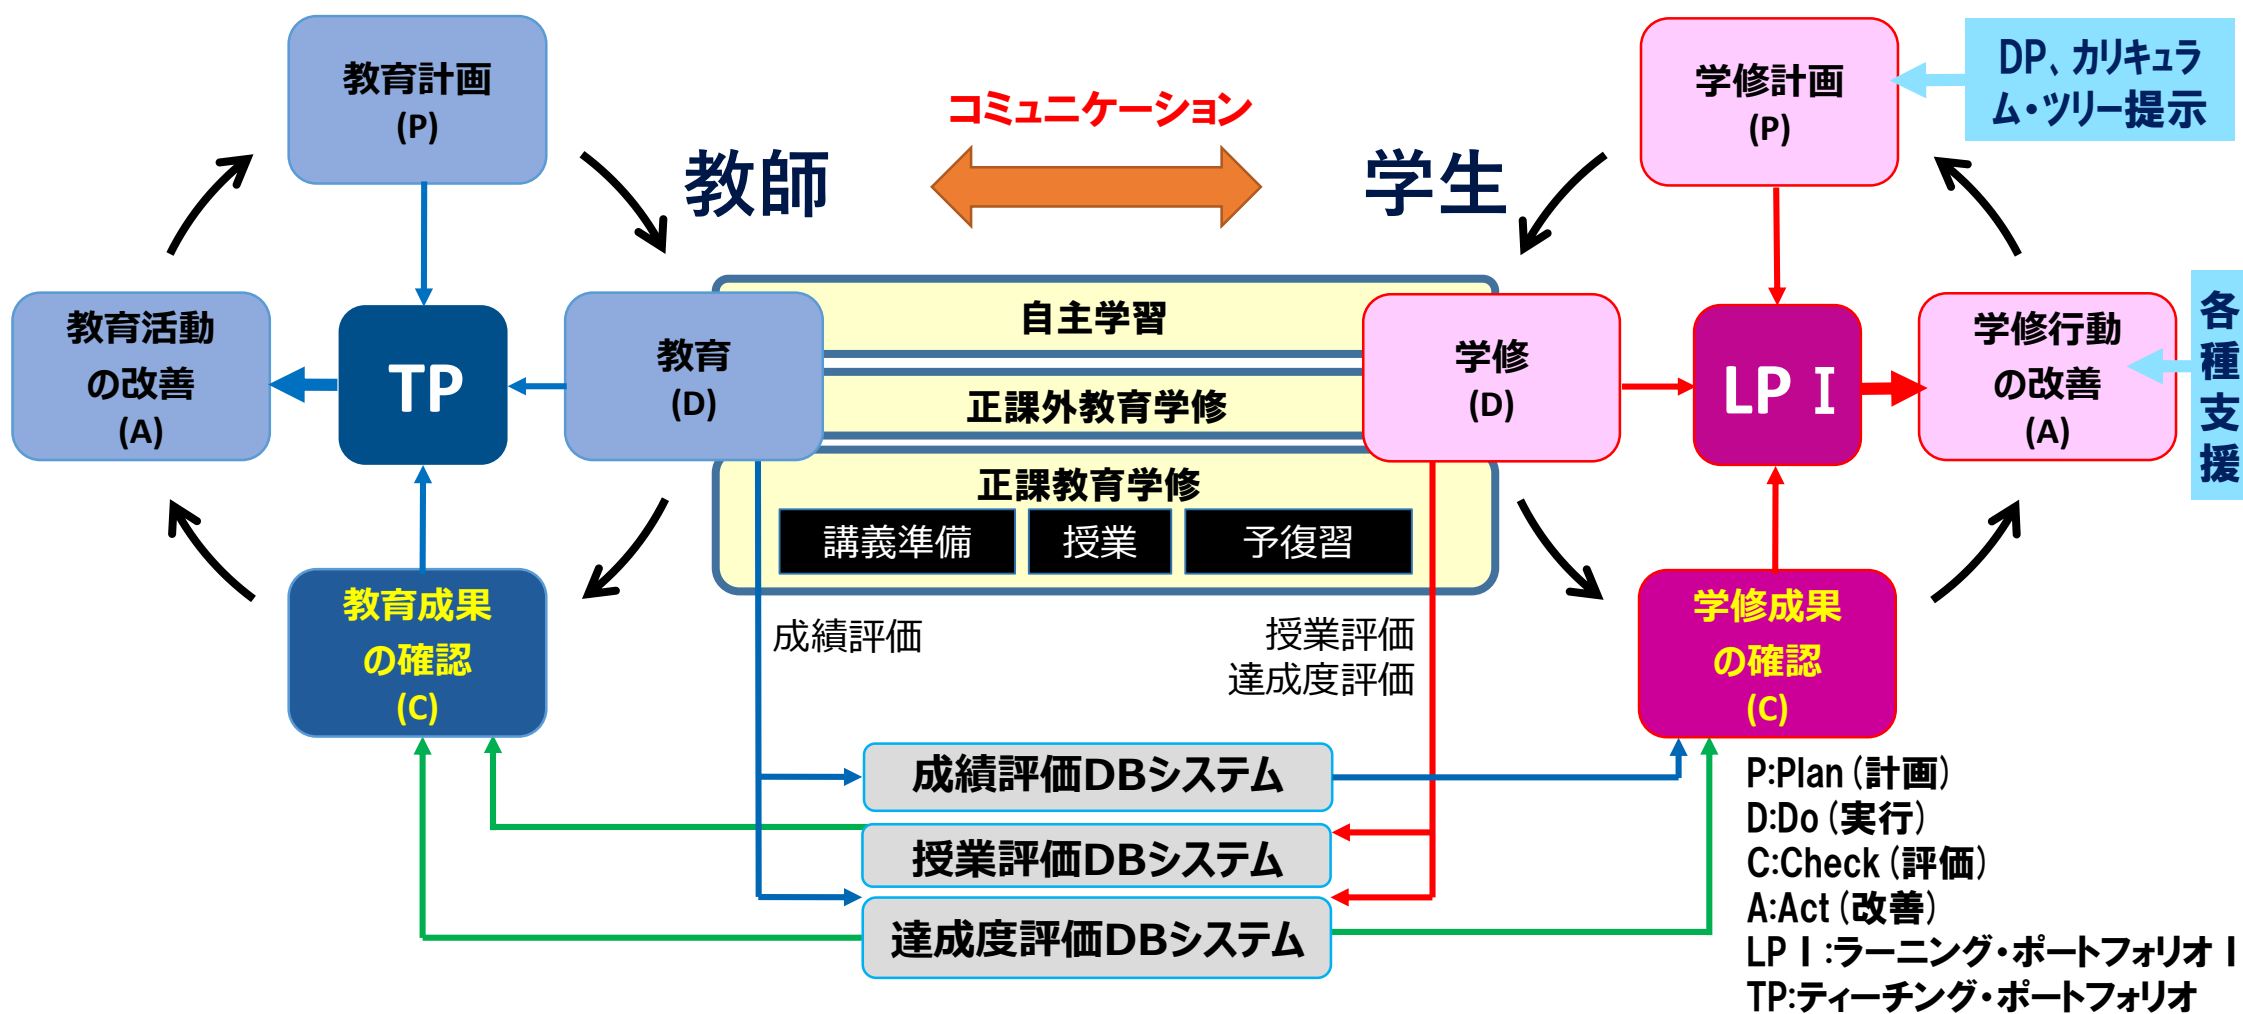 教育計画
(P)
コミュニケーション
教師
学生
学修計画
(P)
DP、カリキュラ
ム・ツリー提示
教育活動
の改善
(A)
TP
教育
(D)
自主学習
正課外教育学修
正課教育学修
講義準備
授業
予復習
学修
(D)
LPⅠ
学修行動
の改善
(A)
各種支援
教育成果
の確認
(C)
成績評価
授業評価
達成度評価
学修成果
の確認
(C)
成績評価DBシステム
授業評価DBシステム
達成度評価DBシステム
P:Plan(計画)
D:Do(実行)
C:Check(評価)
A:Act(改善)
LPⅠ:ラーニング・ポートフォリオⅠ
TP:ティーチング・ポートフォリオ